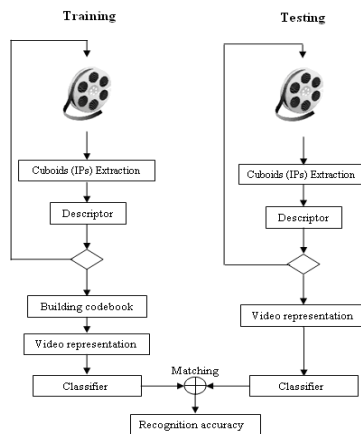 Training
Cuboids (IPs) Extraction
Descriptor
Building codebook
Video representation
Classifier
Testing
Cuboids (IPs) Extraction
Descriptor
Video representation
Classifier
Matching
Recognition accuracy